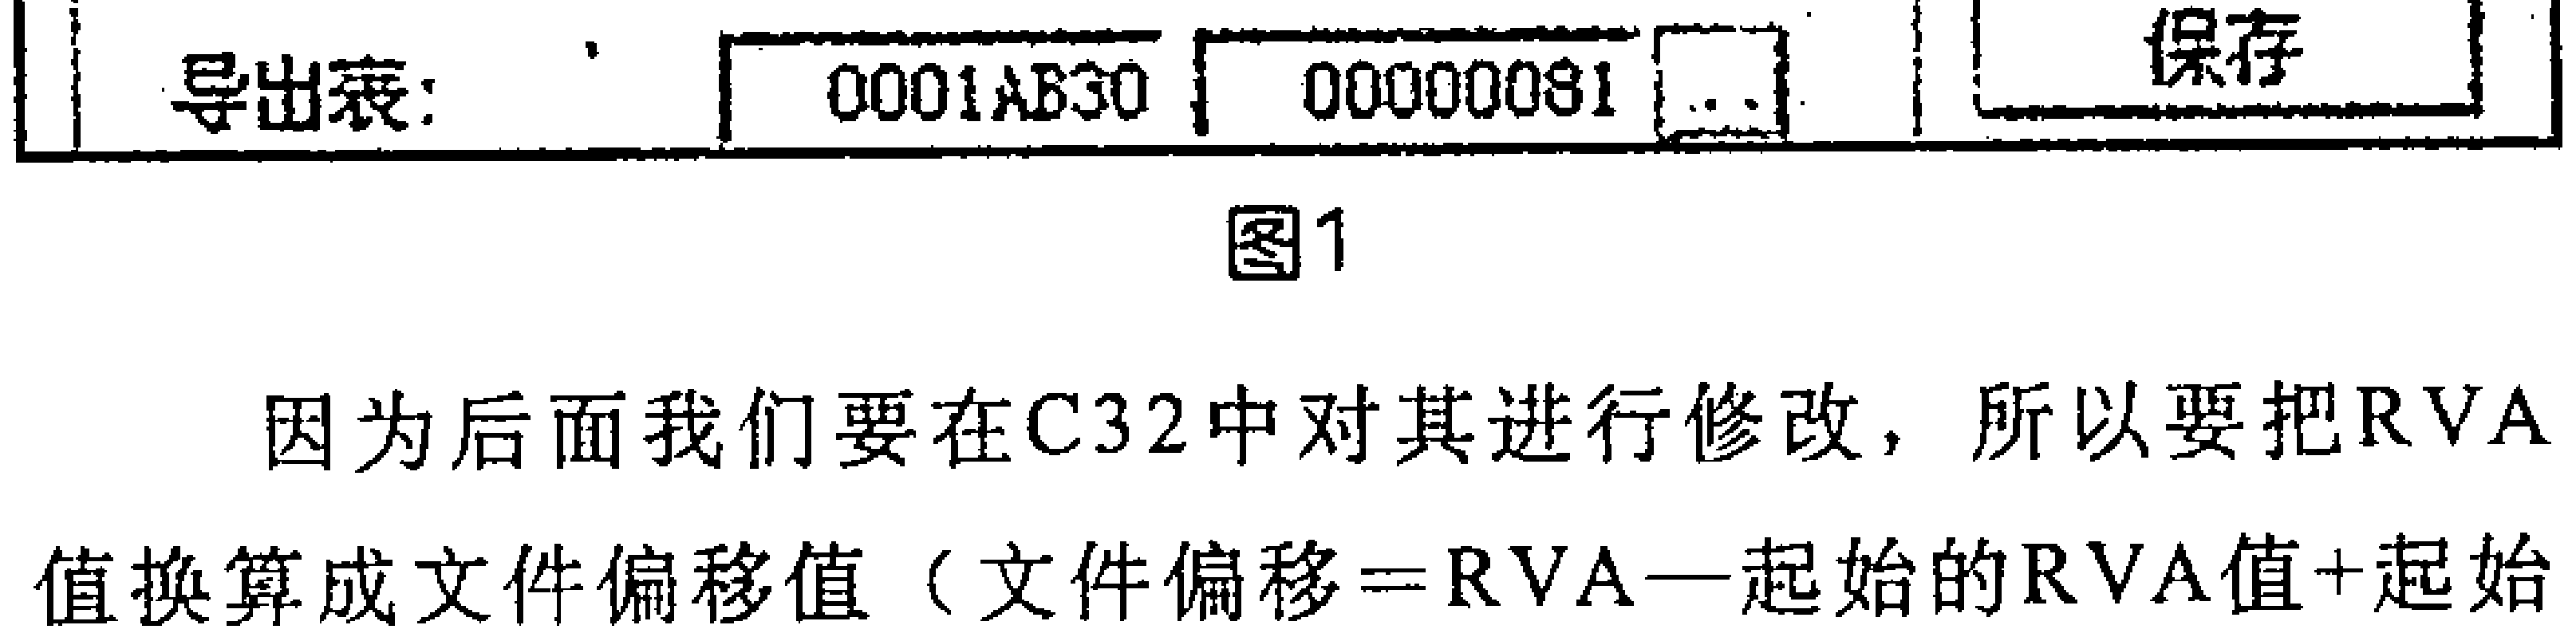 导出表: 0001AB30 00000081 .. 保存
图1
因为后面我们要在C32中对其进行修改，所以要把RVA
值换算成文件偏移值（文件偏移＝RVA—起始的RVA值+起始